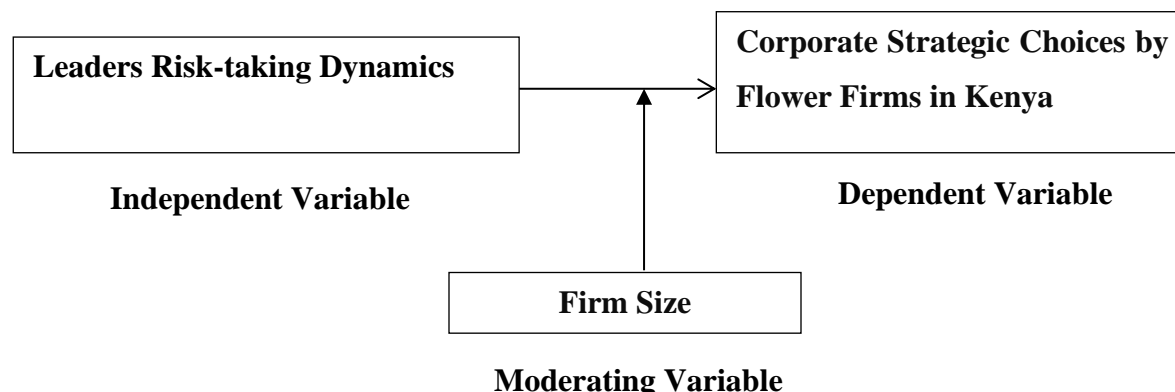 Leaders Risk-taking Dynamics
Corporate Strategic Choices by
Flower Firms in Kenya
Independent Variable
Dependent Variable
Firm Size
Moderating Variable